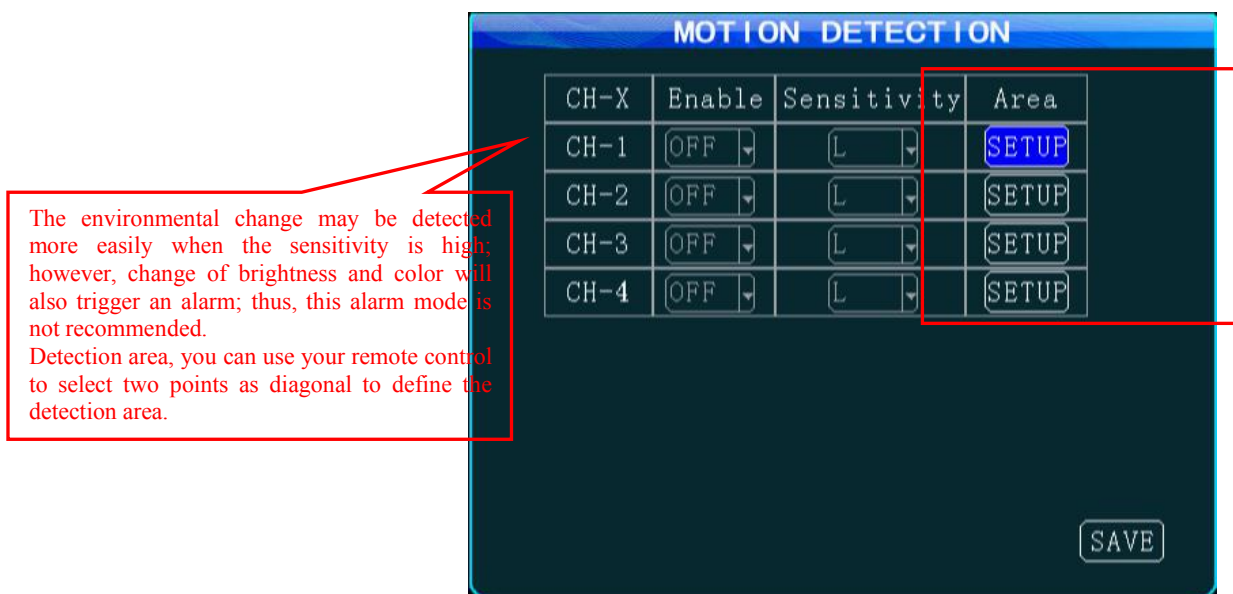 MOTION DETECTION
CH-X Enable Sensitivity Area
CH-1 OFF L SETUP
CH-2 OFF L SETUP
CH-3 OFF L SETUP
CH-4 OFF L SETUP
The environmental change may be detected
more easily when the sensitivity is high;
however, change of brightness and color will
also trigger an alarm; thus, this alarm mode is
not recommended.
Detection area, you can use your remote control
to select two points as diagonal to define the
detection area.
SAVE